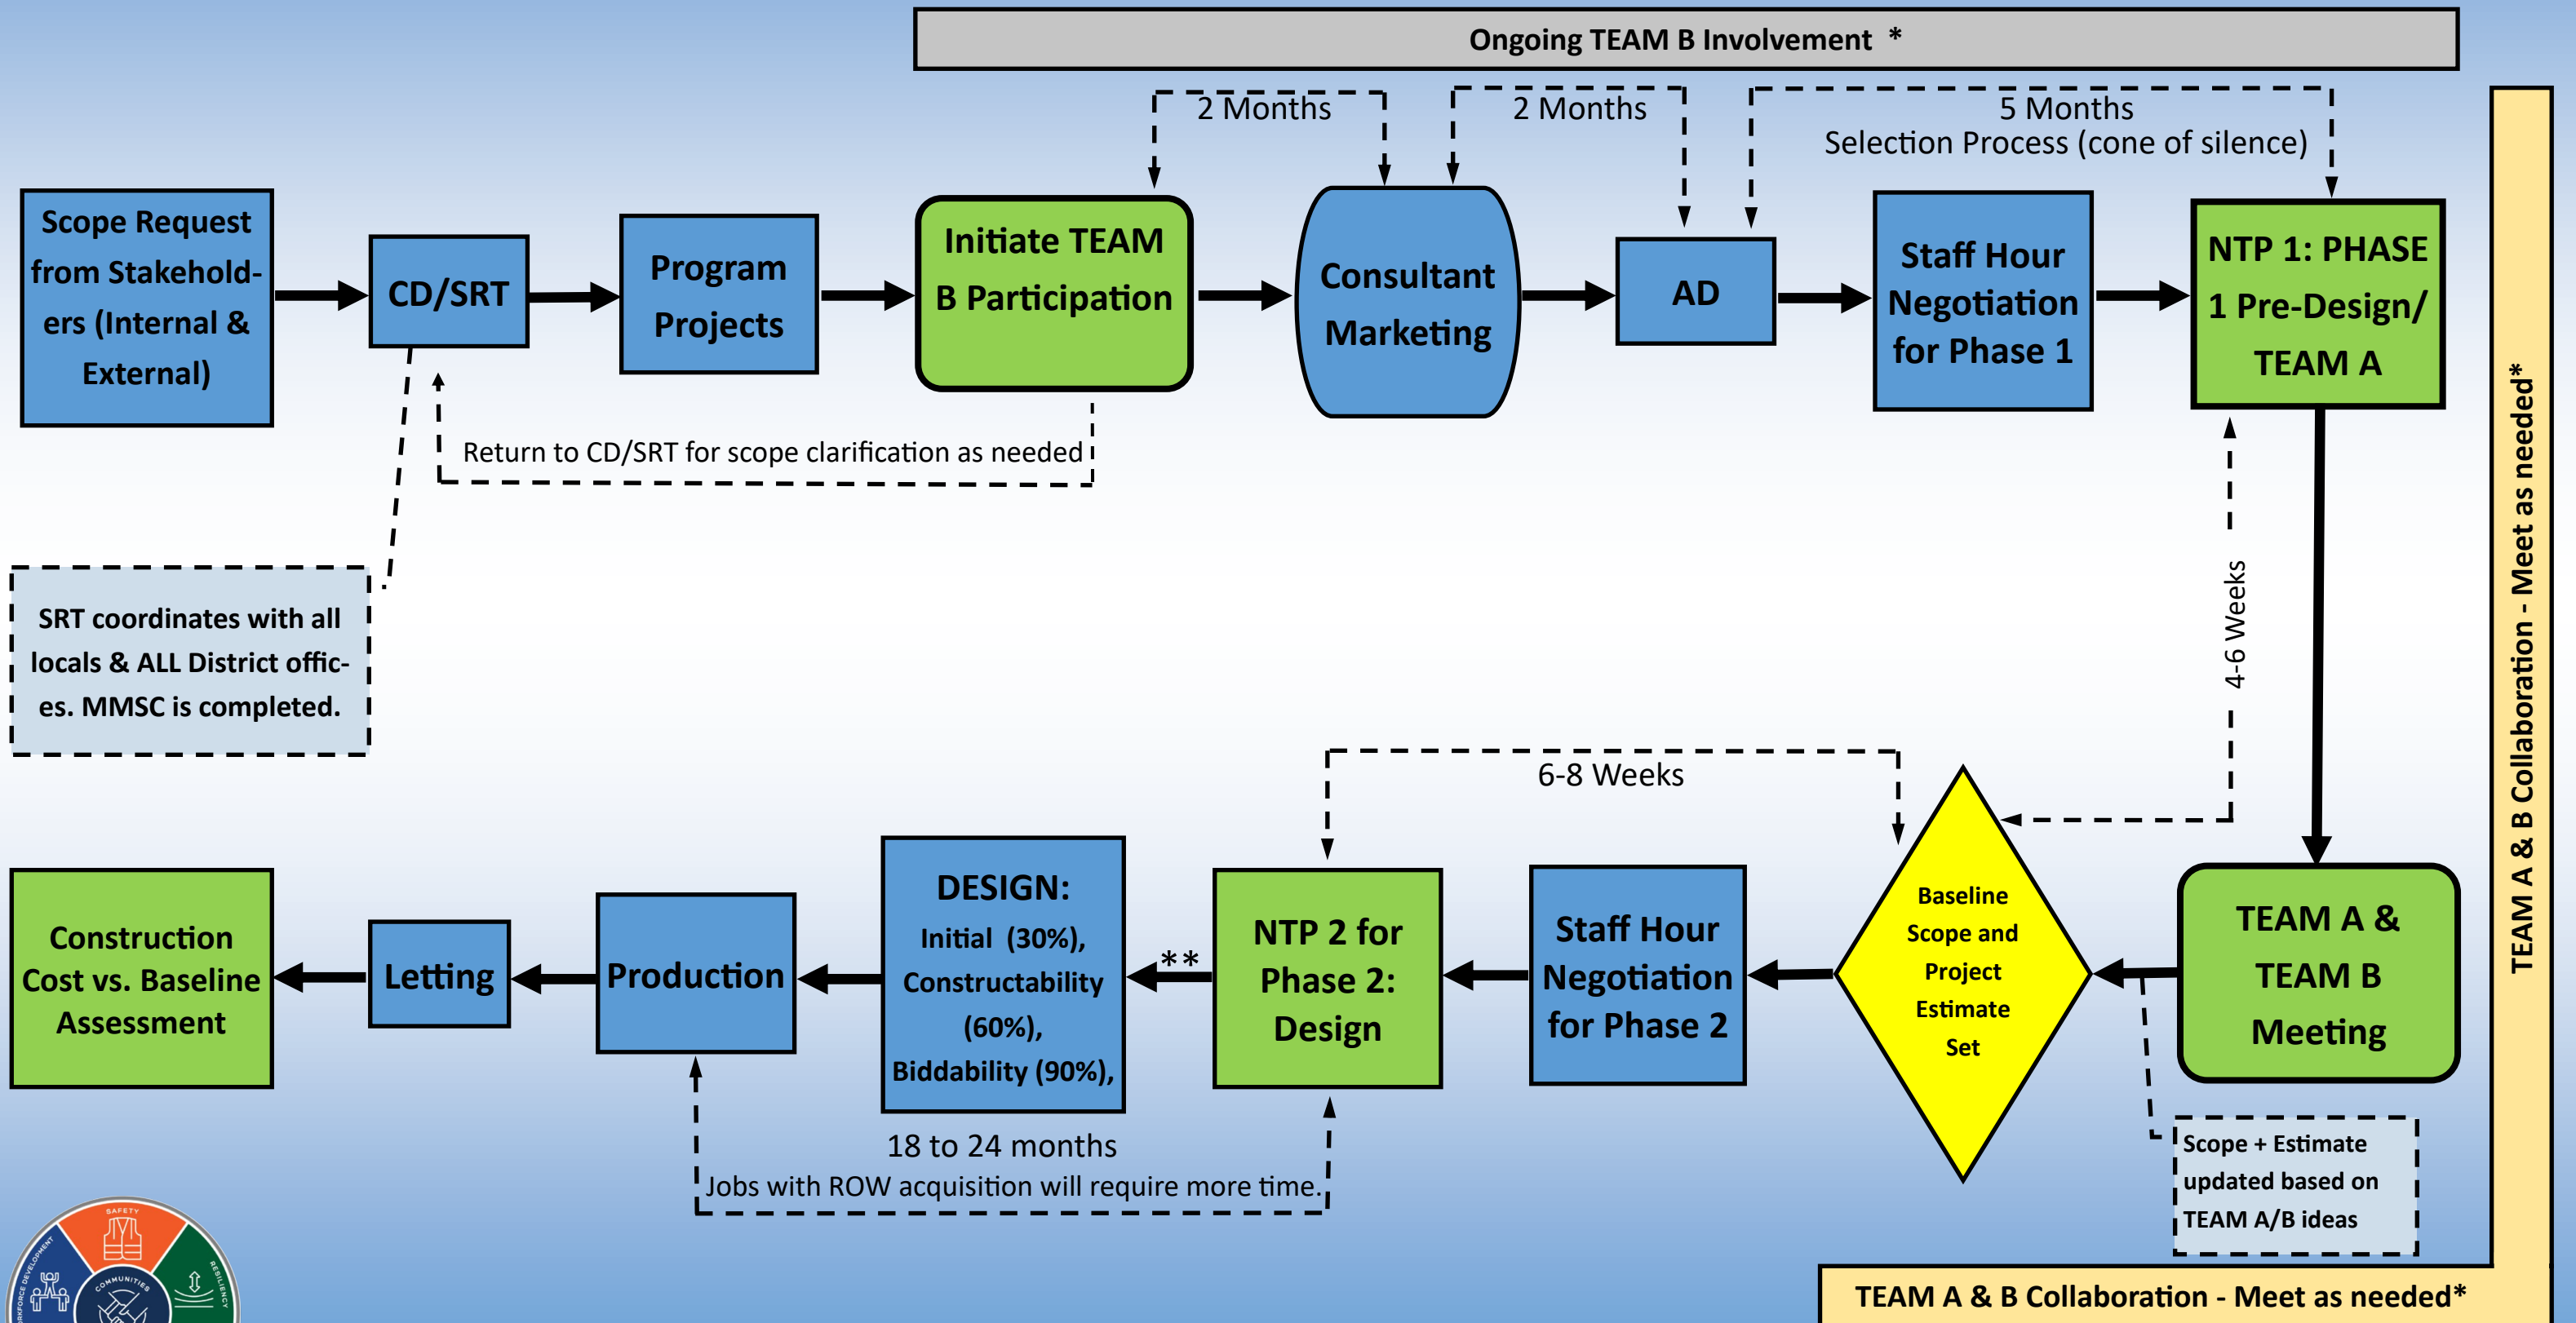 Ongoing TEAM B Involvement *
2 Months
2 Months
5 Months
Selection Process (cone of silence)
Scope Request
from Stakehold-
ers (Internal &
External)
CD/SRT
Program
Projects
Initiate TEAM
B Participation
Consultant
Marketing
AD
Staff Hour
Negotiation
for Phase 1
NTP 1: PHASE
1 Pre-Design/
TEAM A
Return to CD/SRT for scope clarification as needed
SRT coordinates with all
locals & ALL District offic-
es. MMSC is completed.
4-6 Weeks
TEAM A & B Collaboration - Meet as needed*
6-8 Weeks
Construction
Cost vs. Baseline
Assessment
Letting
Production
DESIGN:
Initial (30%),
Constructability
(60%),
Biddability (90%),
**
NTP 2 for
Phase 2:
Design
Staff Hour
Negotiation
for Phase 2
Baseline
Scope and
Project
Estimate
Set
TEAM A &
TEAM B
Meeting
18 to 24 months
Jobs with ROW acquisition will require more time.
Scope + Estimate
updated based on
TEAM A/B ideas
SAFETY
WORKFORCE DEVELOPMENT
COMMUNITIES
RESILIENCY
TEAM A & B Collaboration - Meet as needed*